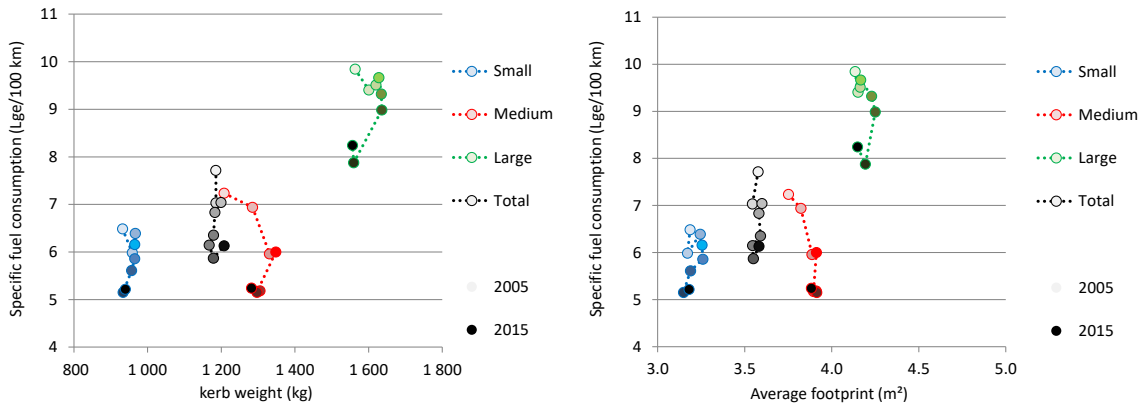 Specific fuel consumption (Lge/100 km)
11
10
9
8
7
6
5
4
800
1 000
1 200
1 400
1 600
1 800
kerb weight (kg)
Small
Medium
Large
Total
2005
2015
Specific fuel consumption (Lge/100 km)
11
10
9
8
7
6
5
4
3.0
3.5
4.0
4.5
5.0
Average footprint (m²)
Small
Medium
Large
Total
2005
2015